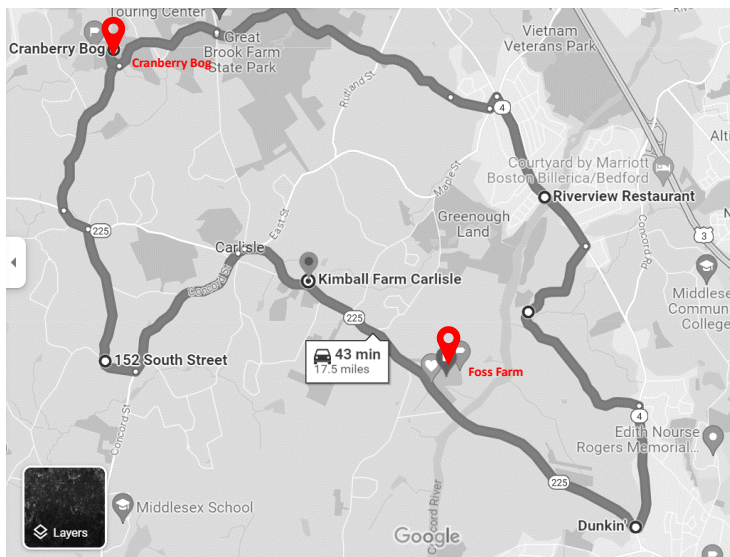 Touring Center
Cranberry Bog
Cranberry Bog
Great
Brook Farm
State Park
Vietnam
Veterans Park
Rutland St
4
Courtyard by Marriott
Boston Billerica/Bedford
Maple St
Riverview Restaurant
Greenough
Land
225
East St
Carlisle
Concord Rd
3
Concord St
Kimball Farm Carlisle
Middlesex
Commun
College
225
43 min
17.5 miles
152 South Street
Foss Farm
Concord St
4
Edith Nourse
Rogers Memorial...
225
Concord River
Middlesex School
Layers
Google
Dunkin'